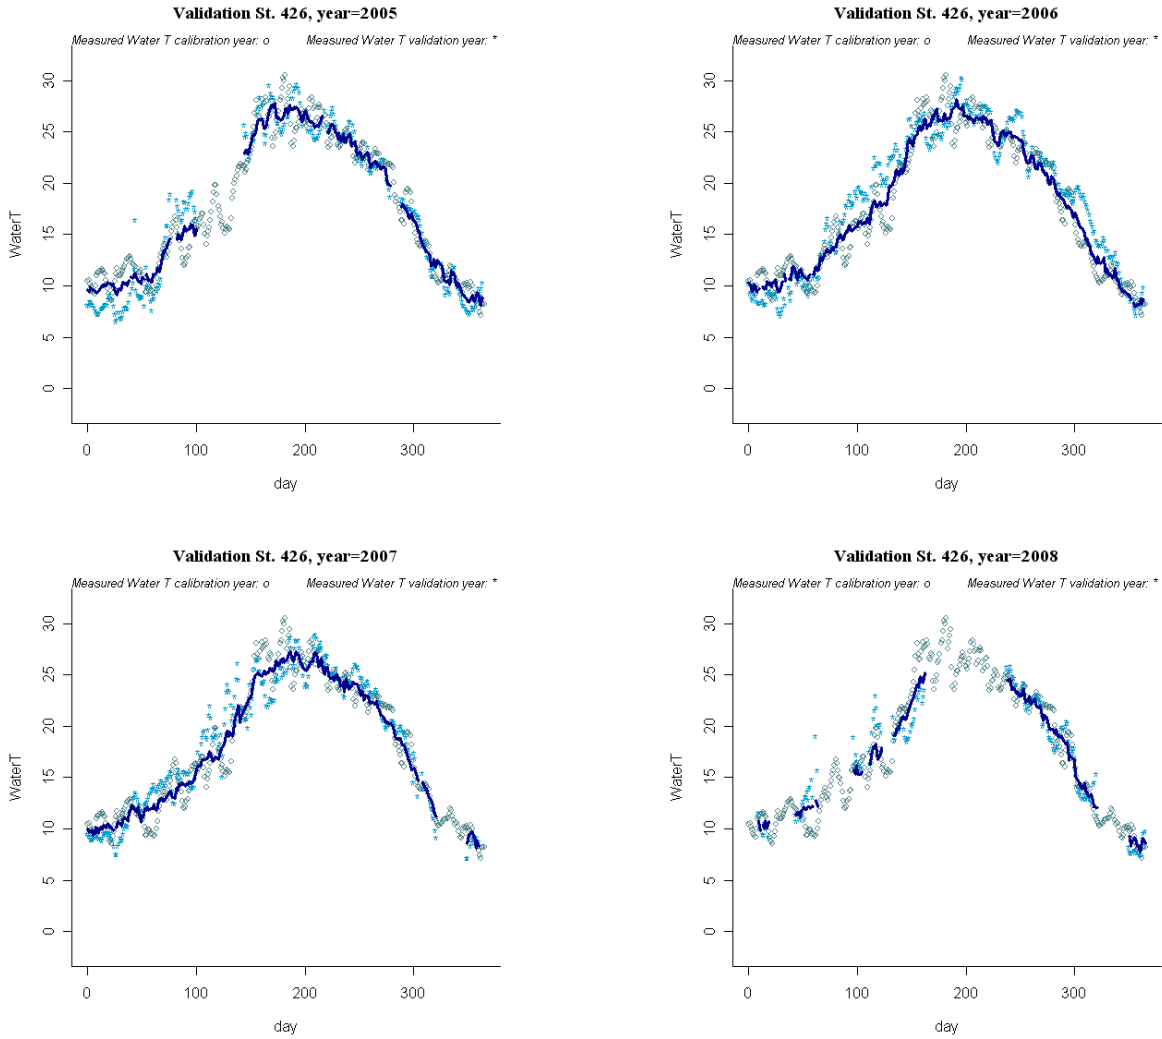 Validation St. 426, year=2005
Measured Water T calibration year: o Measured Water T validation year: *
WaterT
30
25
20
15
10
5
0
0 100 200 300
day
Validation St. 426, year=2006
Measured Water T calibration year: o Measured Water T validation year: *
WaterT
30
25
20
15
10
5
0
0 100 200 300
day
Validation St. 426, year=2007
Measured Water T calibration year: o Measured Water T validation year: *
WaterT
30
25
20
15
10
5
0
0 100 200 300
day
Validation St. 426, year=2008
Measured Water T calibration year: o Measured Water T validation year: *
WaterT
30
25
20
15
10
5
0
0 100 200 300
day